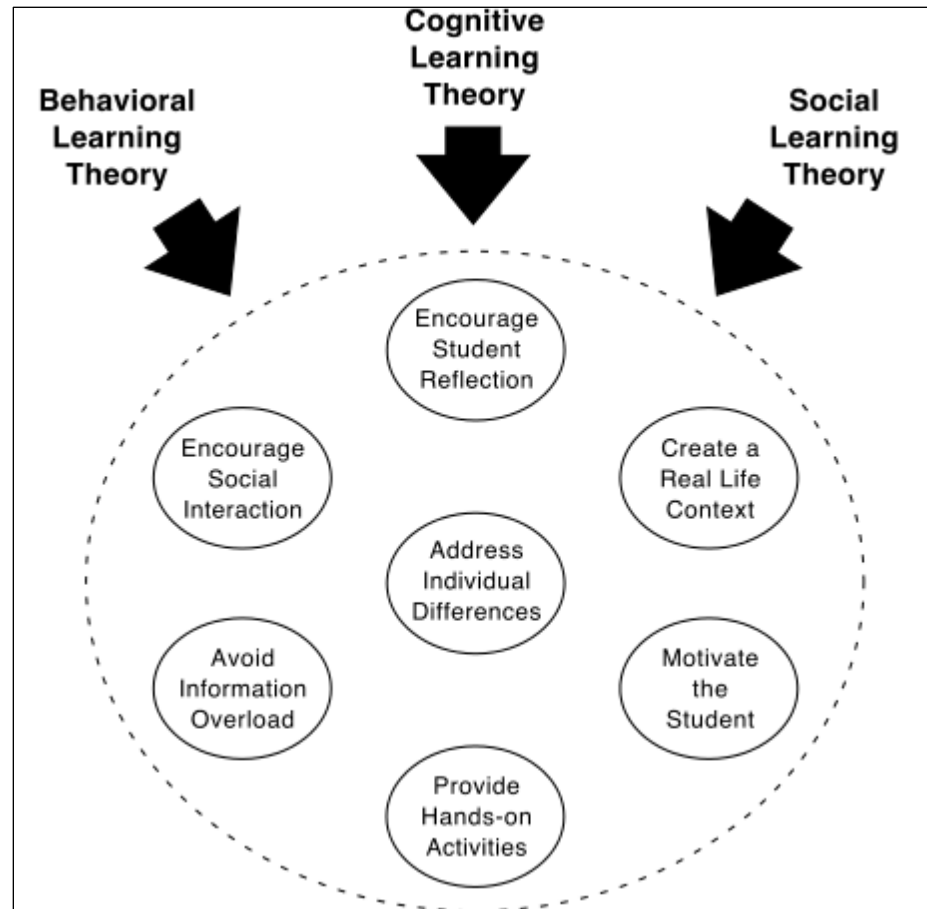 Cognitive
Learning
Theory
Behavioral
Learning
Theory
Social
Learning
Theory
Encourage
Student
Reflection
Encourage
Social
Interaction
Create a
Real Life
Context
Address
Individual
Differences
Avoid
Information
Overload
Motivate
the
Student
Provide
Hands-on
Activities